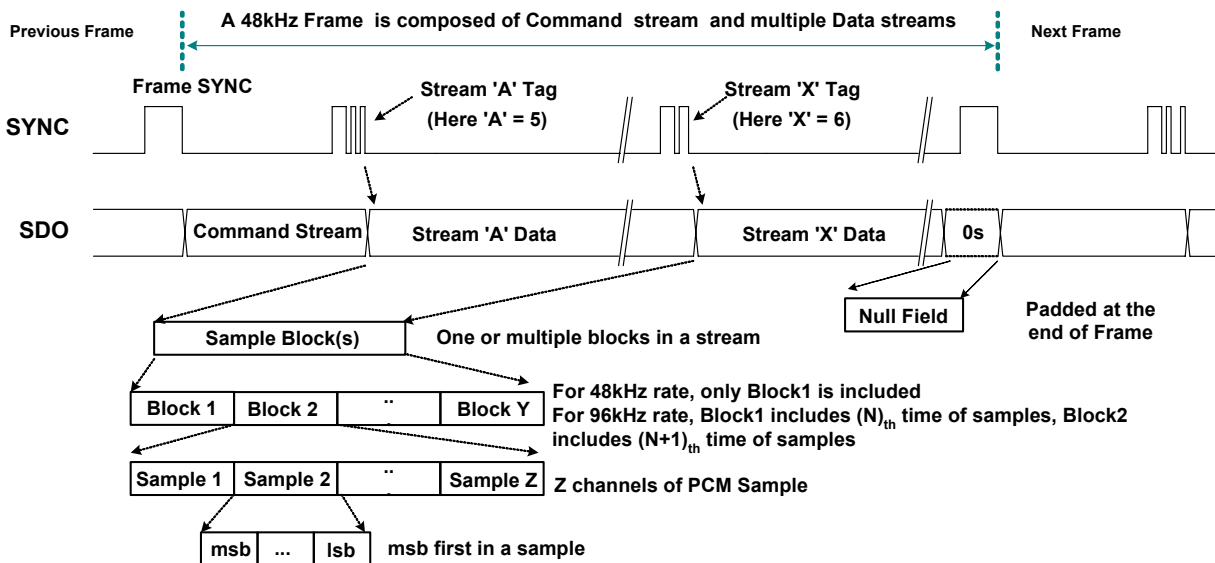 A 48kHz Frame is composed of Command stream and multiple Data streams
Previous Frame
Next Frame
Frame SYNC
Stream 'A' Tag
(Here 'A' = 5)
Stream 'X' Tag
(Here 'X' = 6)
SYNC
SDO
Command Stream
Stream 'A' Data
Stream 'X' Data
0s
Null Field
Padded at the
end of Frame
Sample Block(s)
One or multiple blocks in a stream
Block 1
Block 2
..
.
Block Y
For 48kHz rate, only Block1 is included
For 96kHz rate, Block1 includes (N)th time of samples, Block2
includes (N+1)th time of samples
Sample 1
Sample 2
..
.
Sample Z
Z channels of PCM Sample
msb
...
lsb
msb first in a sample